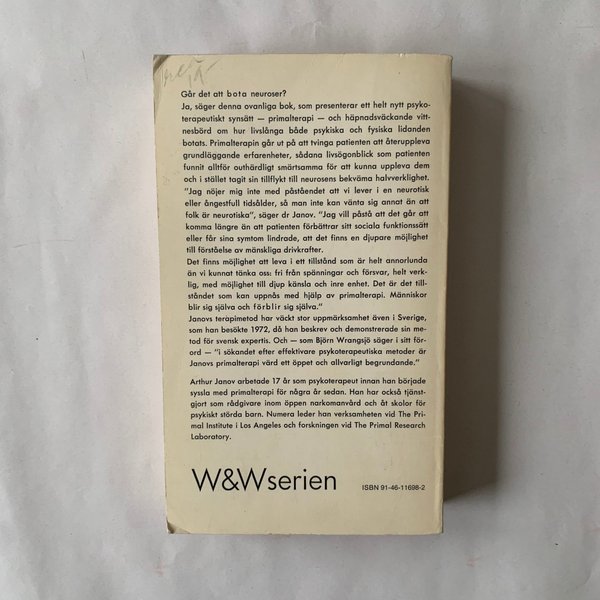 Går det att bota neuroser?
Ja, säger denna ovanliga bok, som presenterar ett helt nytt psyko-
terapeutiskt synsätt — primalterapi — och häpnadsväckande vitt-
nesbörd om hur livslånga både psykiska och fysiska lidanden
botats. Primalterapin går ut på att tvinga patienten att återuppleva
grundläggande erfarenheter, sådana livsögonblick som patienten
funnit alltför outhärdligt smärtsamma för att kunna uppleva dem
och i stället tagit sin tillflykt till neurosens bekväma halvverklighet.
"Jag nöjer mig inte med påståendet att vi lever i en neurotisk
eller ångestfull tidsålder, så man inte kan vänta sig annat än att
folk är neurotiska", säger dr Janov. "Jag vill påstå att det går att
komma längre än att patienten förbättrar sitt sociala funktionssätt
eller får sina symtom lindrade, att det finns en djupare möjlighet
till förståelse av mänskliga drivkrafter.
Det finns möjlighet att leva i ett tillstånd som är helt annorlunda
än vi kunnat tänka oss: fri från spänningar och försvar, helt verk-
lig, med möjlighet till djup känsla och inre enhet. Det är det till-
ståndet som kan uppnås med hjälp av primalterapi. Människor
blir sig själva och förblir sig själva."
Janovs terapimetod har väckt stor uppmärksamhet även i Sverige,
som han besökte 1972, då han beskrev och demonstrerade sin me-
tod för svensk expertis. Och — som Björn Wrangsjö säger i sitt för-
ord — "i sökandet efter effektivare psykoterapeutiska metoder är
Janovs primalterapi värd ett öppet och allvarligt begrundande."
Arthur Janov arbetade 17 år som psykoterapeut innan han började
syssla med primalterapi för några år sedan. Han har också tjänst-
gjort som rådgivare inom öppen narkomanvård och åt skolor för
psykiskt störda barn. Numera leder han verksamheten vid The Pri-
mal Institute i Los Angeles och forskningen vid The Primal Research
Laboratory.
W&Wserien
ISBN 91-46-11698-2